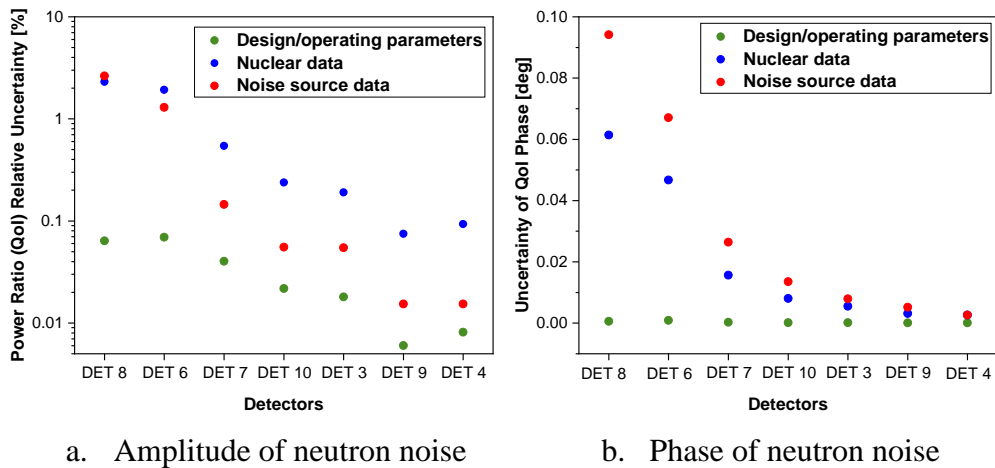 Power Ratio (QoI) Relative Uncertainty [%]
10
1
0.1
0.01
Design/operating parameters
Nuclear data
Noise source data
DET 8 DET 6 DET 7 DET 10 DET 3 DET 9 DET 4
Detectors
a. Amplitude of neutron noise
Uncertainty of QoI Phase [deg]
0.10
0.08
0.06
0.04
0.02
0.00
Design/operating parameters
Nuclear data
Noise source data
DET 8 DET 6 DET 7 DET 10 DET 3 DET 9 DET 4
Detectors
b. Phase of neutron noise